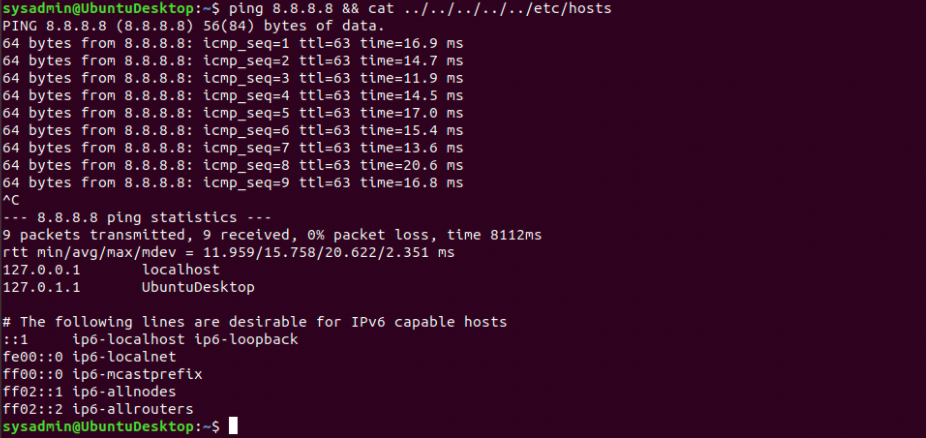 sysadmin@UbuntuDesktop:~$ ping 8.8.8.8 && cat ../../../../../etc/hosts
PING 8.8.8.8 (8.8.8.8) 56(84) bytes of data.
64 bytes from 8.8.8.8: icmp_seq=1 ttl=63 time=16.9 ms
64 bytes from 8.8.8.8: icmp_seq=2 ttl=63 time=14.7 ms
64 bytes from 8.8.8.8: icmp_seq=3 ttl=63 time=11.9 ms
64 bytes from 8.8.8.8: icmp_seq=4 ttl=63 time=14.5 ms
64 bytes from 8.8.8.8: icmp_seq=5 ttl=63 time=17.0 ms
64 bytes from 8.8.8.8: icmp_seq=6 ttl=63 time=15.4 ms
64 bytes from 8.8.8.8: icmp_seq=7 ttl=63 time=13.6 ms
64 bytes from 8.8.8.8: icmp_seq=8 ttl=63 time=20.6 ms
64 bytes from 8.8.8.8: icmp_seq=9 ttl=63 time=16.8 ms
^C
--- 8.8.8.8 ping statistics ---
9 packets transmitted, 9 received, 0% packet loss, time 8112ms
rtt min/avg/max/mdev = 11.959/15.758/20.622/2.351 ms
127.0.0.1       localhost
127.0.1.1       UbuntuDesktop

# The following lines are desirable for IPv6 capable hosts
::1     ip6-localhost ip6-loopback
fe00::0 ip6-localnet
ff00::0 ip6-mcastprefix
ff02::1 ip6-allnodes
ff02::2 ip6-allrouters
sysadmin@UbuntuDesktop:~$